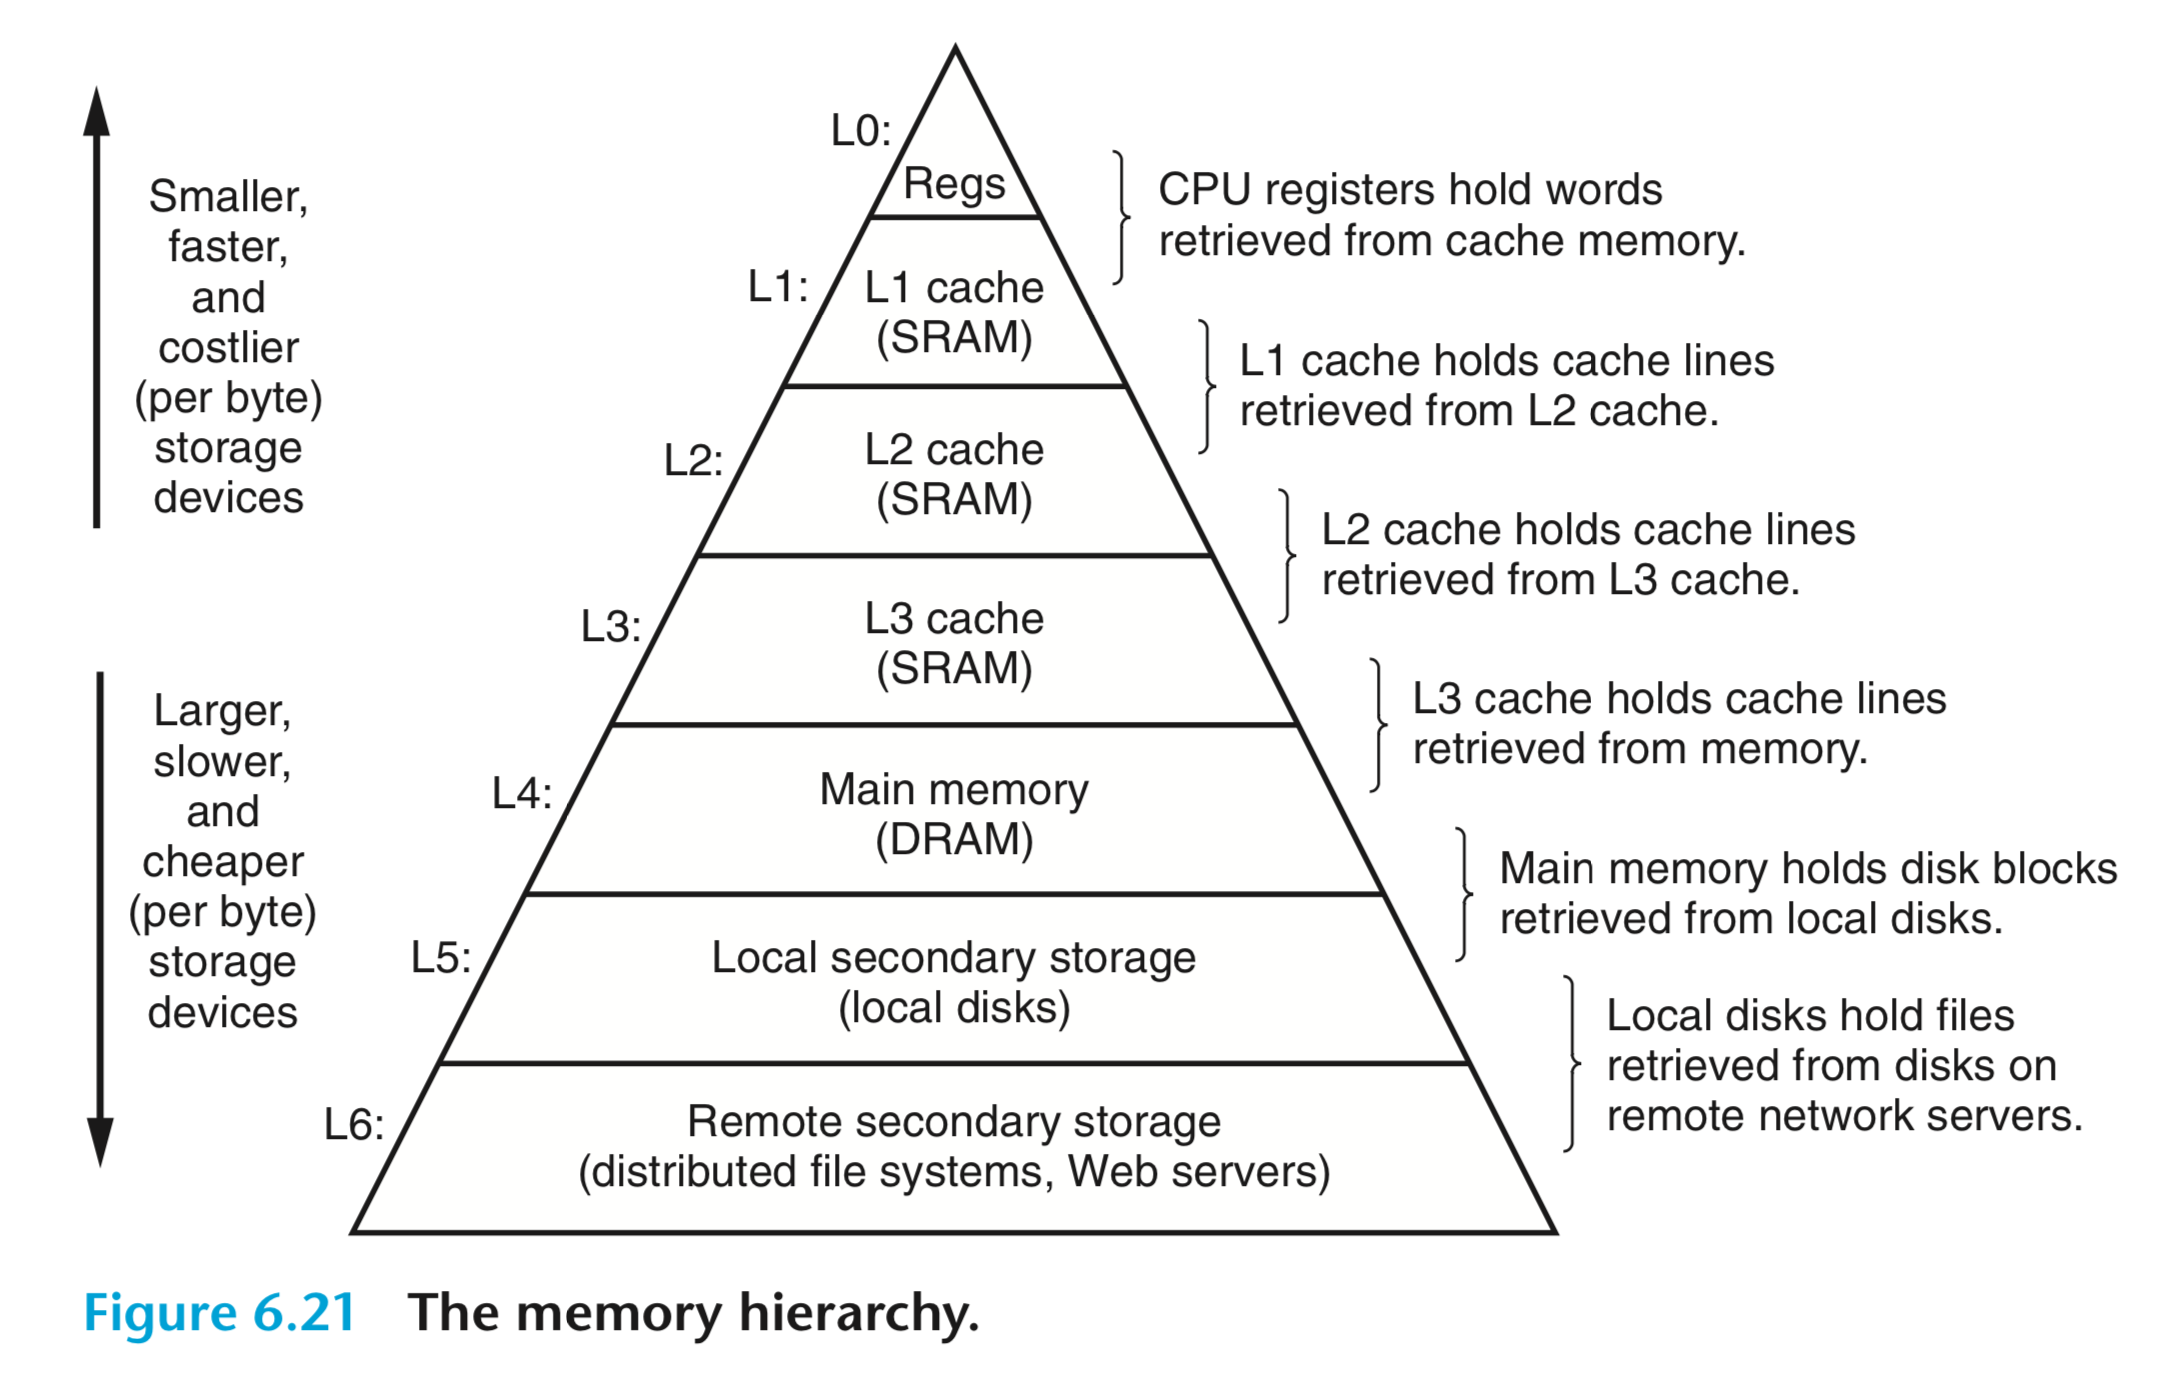 Smaller,
faster,
and
costlier
(per byte)
storage
devices
Larger,
slower,
and
cheaper
(per byte)
storage
devices
L0:
Regs
CPU registers hold words
retrieved from cache memory.
L1:
L1 cache
(SRAM)
L1 cache holds cache lines
retrieved from L2 cache.
L2:
L2 cache
(SRAM)
L2 cache holds cache lines
retrieved from L3 cache.
L3:
L3 cache
(SRAM)
L3 cache holds cache lines
retrieved from memory.
L4:
Main memory
(DRAM)
Main memory holds disk blocks
retrieved from local disks.
L5:
Local secondary storage
(local disks)
Local disks hold files
retrieved from disks on
remote network servers.
L6:
Remote secondary storage
(distributed file systems, Web servers)
Figure 6.21 The memory hierarchy.